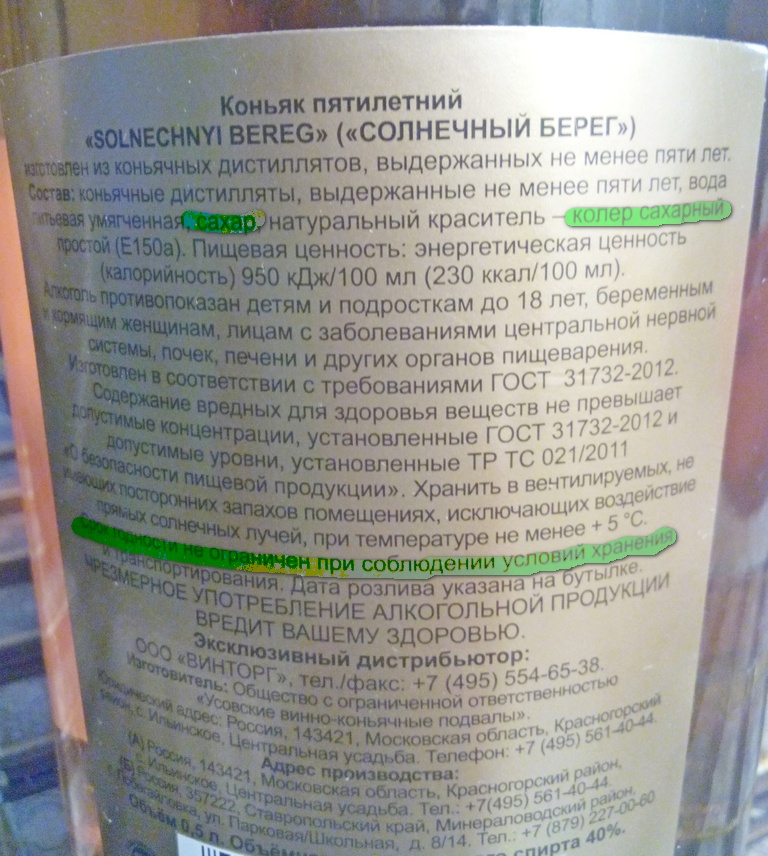 Коньяк пятилетний
«SOLNECHNYI BEREG» («СОЛНЕЧНЫЙ БЕРЕГ»)
изготовлен из коньячных дистиллятов, выдержанных не менее пяти лет.
Состав: коньячные дистилляты, выдержанные не менее пяти лет, вода
питьевая умягченная, сахар, натуральный краситель – колер сахарный
простой (Е150а). Пищевая ценность: энергетическая ценность
(калорийность) 950 кДж/100 мл (230 ккал/100 мл).
Алкоголь противопоказан детям и подросткам до 18 лет, беременным
и кормящим женщинам, лицам с заболеваниями центральной нервной
системы, почек, печени и других органов пищеварения.
Изготовлен в соответствии с требованиями ГОСТ 31732-2012.
Содержание вредных для здоровья веществ не превышает
допустимые концентрации, установленные ГОСТ 31732-2012 и
допустимые уровни, установленные ТР ТС 021/2011
«О безопасности пищевой продукции». Хранить в вентилируемых, не
имеющих посторонних запахов помещениях, исключающих воздействие
прямых солнечных лучей, при температуре не менее + 5 °С.
Срок годности не ограничен при соблюдении условий хранения
и транспортирования. Дата розлива указана на бутылке.
ЧРЕЗМЕРНОЕ УПОТРЕБЛЕНИЕ АЛКОГОЛЬНОЙ ПРОДУКЦИИ
ВРЕДИТ ВАШЕМУ ЗДОРОВЬЮ.
Эксклюзивный дистрибьютор:
ООО «ВИНТОРГ», тел./факс: +7 (495) 554-65-38.
Изготовитель: Общество с ограниченной ответственностью
«Усовские винно-коньячные подвалы».
Юридический адрес: Россия, 143421, Московская область, Красногорский
район, с. Ильинское, Центральная усадьба. Телефон: +7 (495) 561-40-44.
Адрес производства:
(А) Россия, 143421, Московская область, Красногорский район,
с. Ильинское, Центральная усадьба. Тел.: +7(495) 561-40-44.
(Б) Россия, 357222, Ставропольский край, Минераловодский район,
ул. Парковая/Школьная, д. 8/14. Тел.: +7 (879) 227-00-60
Объём 0,5 л. спирта 40%.